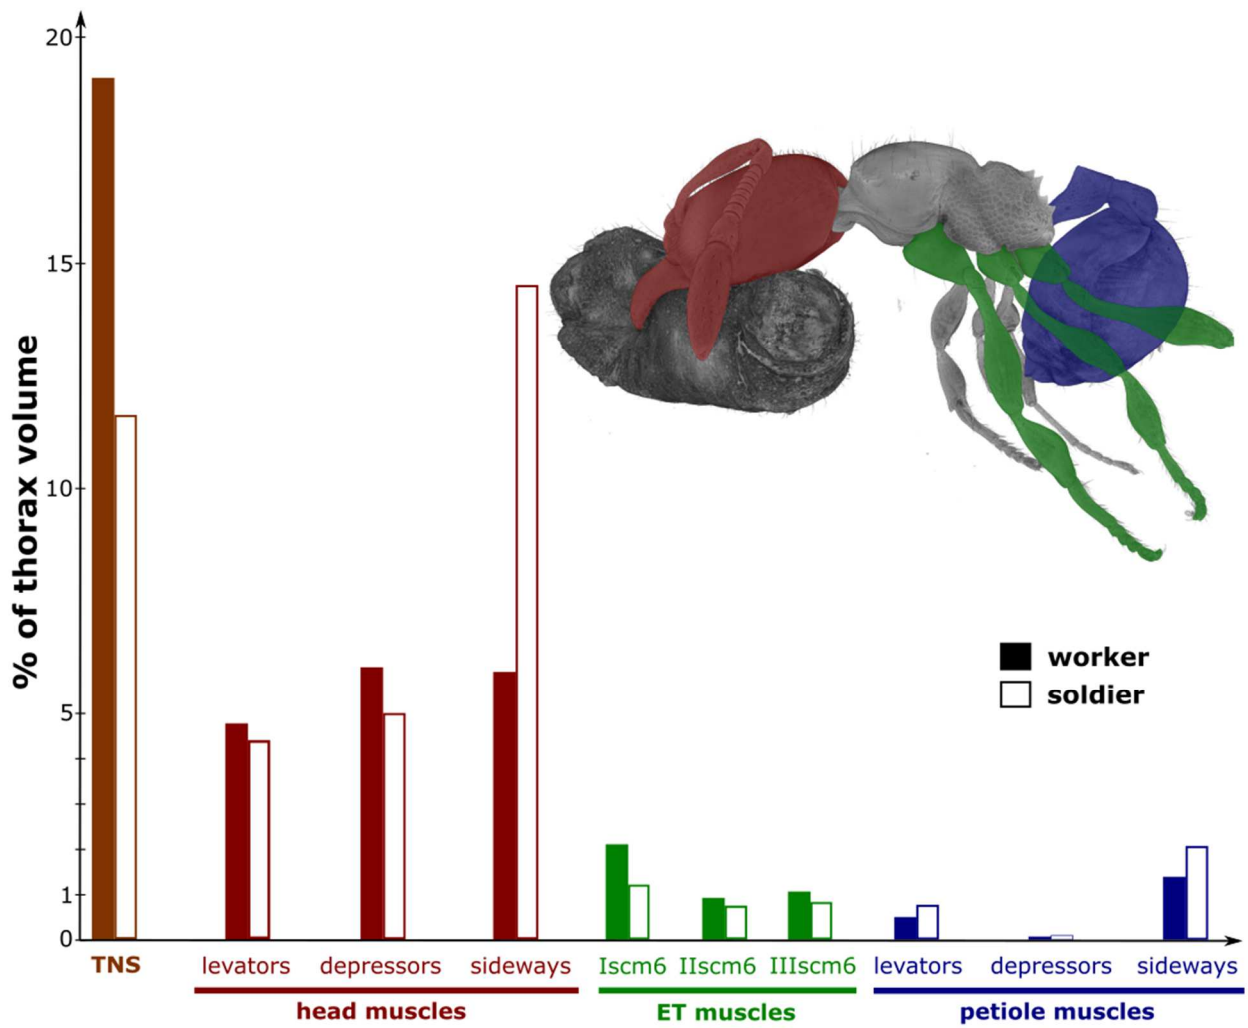 % of thorax volume
20
15
10
5
1
0
worker
soldier
TNS
levators depressors sideways
Iscm6 IIscm6 IIIscm6
levators depressors sideways
head muscles
ET muscles
petiole muscles